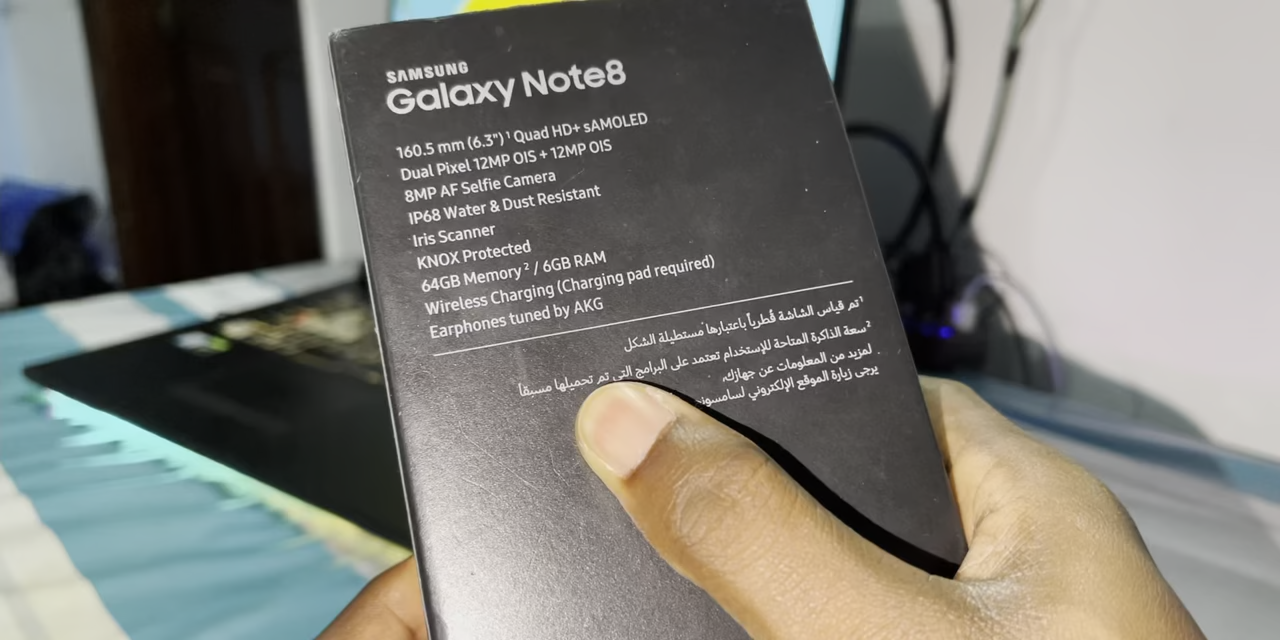 SAMSUNG
Galaxy Note8
160.5 mm (6.3") ¹ Quad HD+ sAMOLED
Dual Pixel 12MP OIS + 12MP OIS
8MP AF Selfie Camera
IP68 Water & Dust Resistant
Iris Scanner
KNOX Protected
64GB Memory ² / 6GB RAM
Wireless Charging (Charging pad required)
Earphones tuned by AKG
¹تم قياس الشاشة قُطرياً باعتبارها مستطيلة الشكل
²سعة الذاكرة المتاحة للإستخدام تعتمد على البرامج التي تم تحميلها مسبقاً
لمزيد من المعلومات عن جهازك,
يرجى زيارة الموقع الإلكتروني